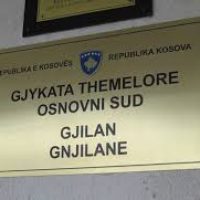 REPUBLIKA E KOSOVËS REPUBLIKA KOSOVA
GJYKATA THEMELORE
OSNOVNI SUD
GJILAN
GNJILANE